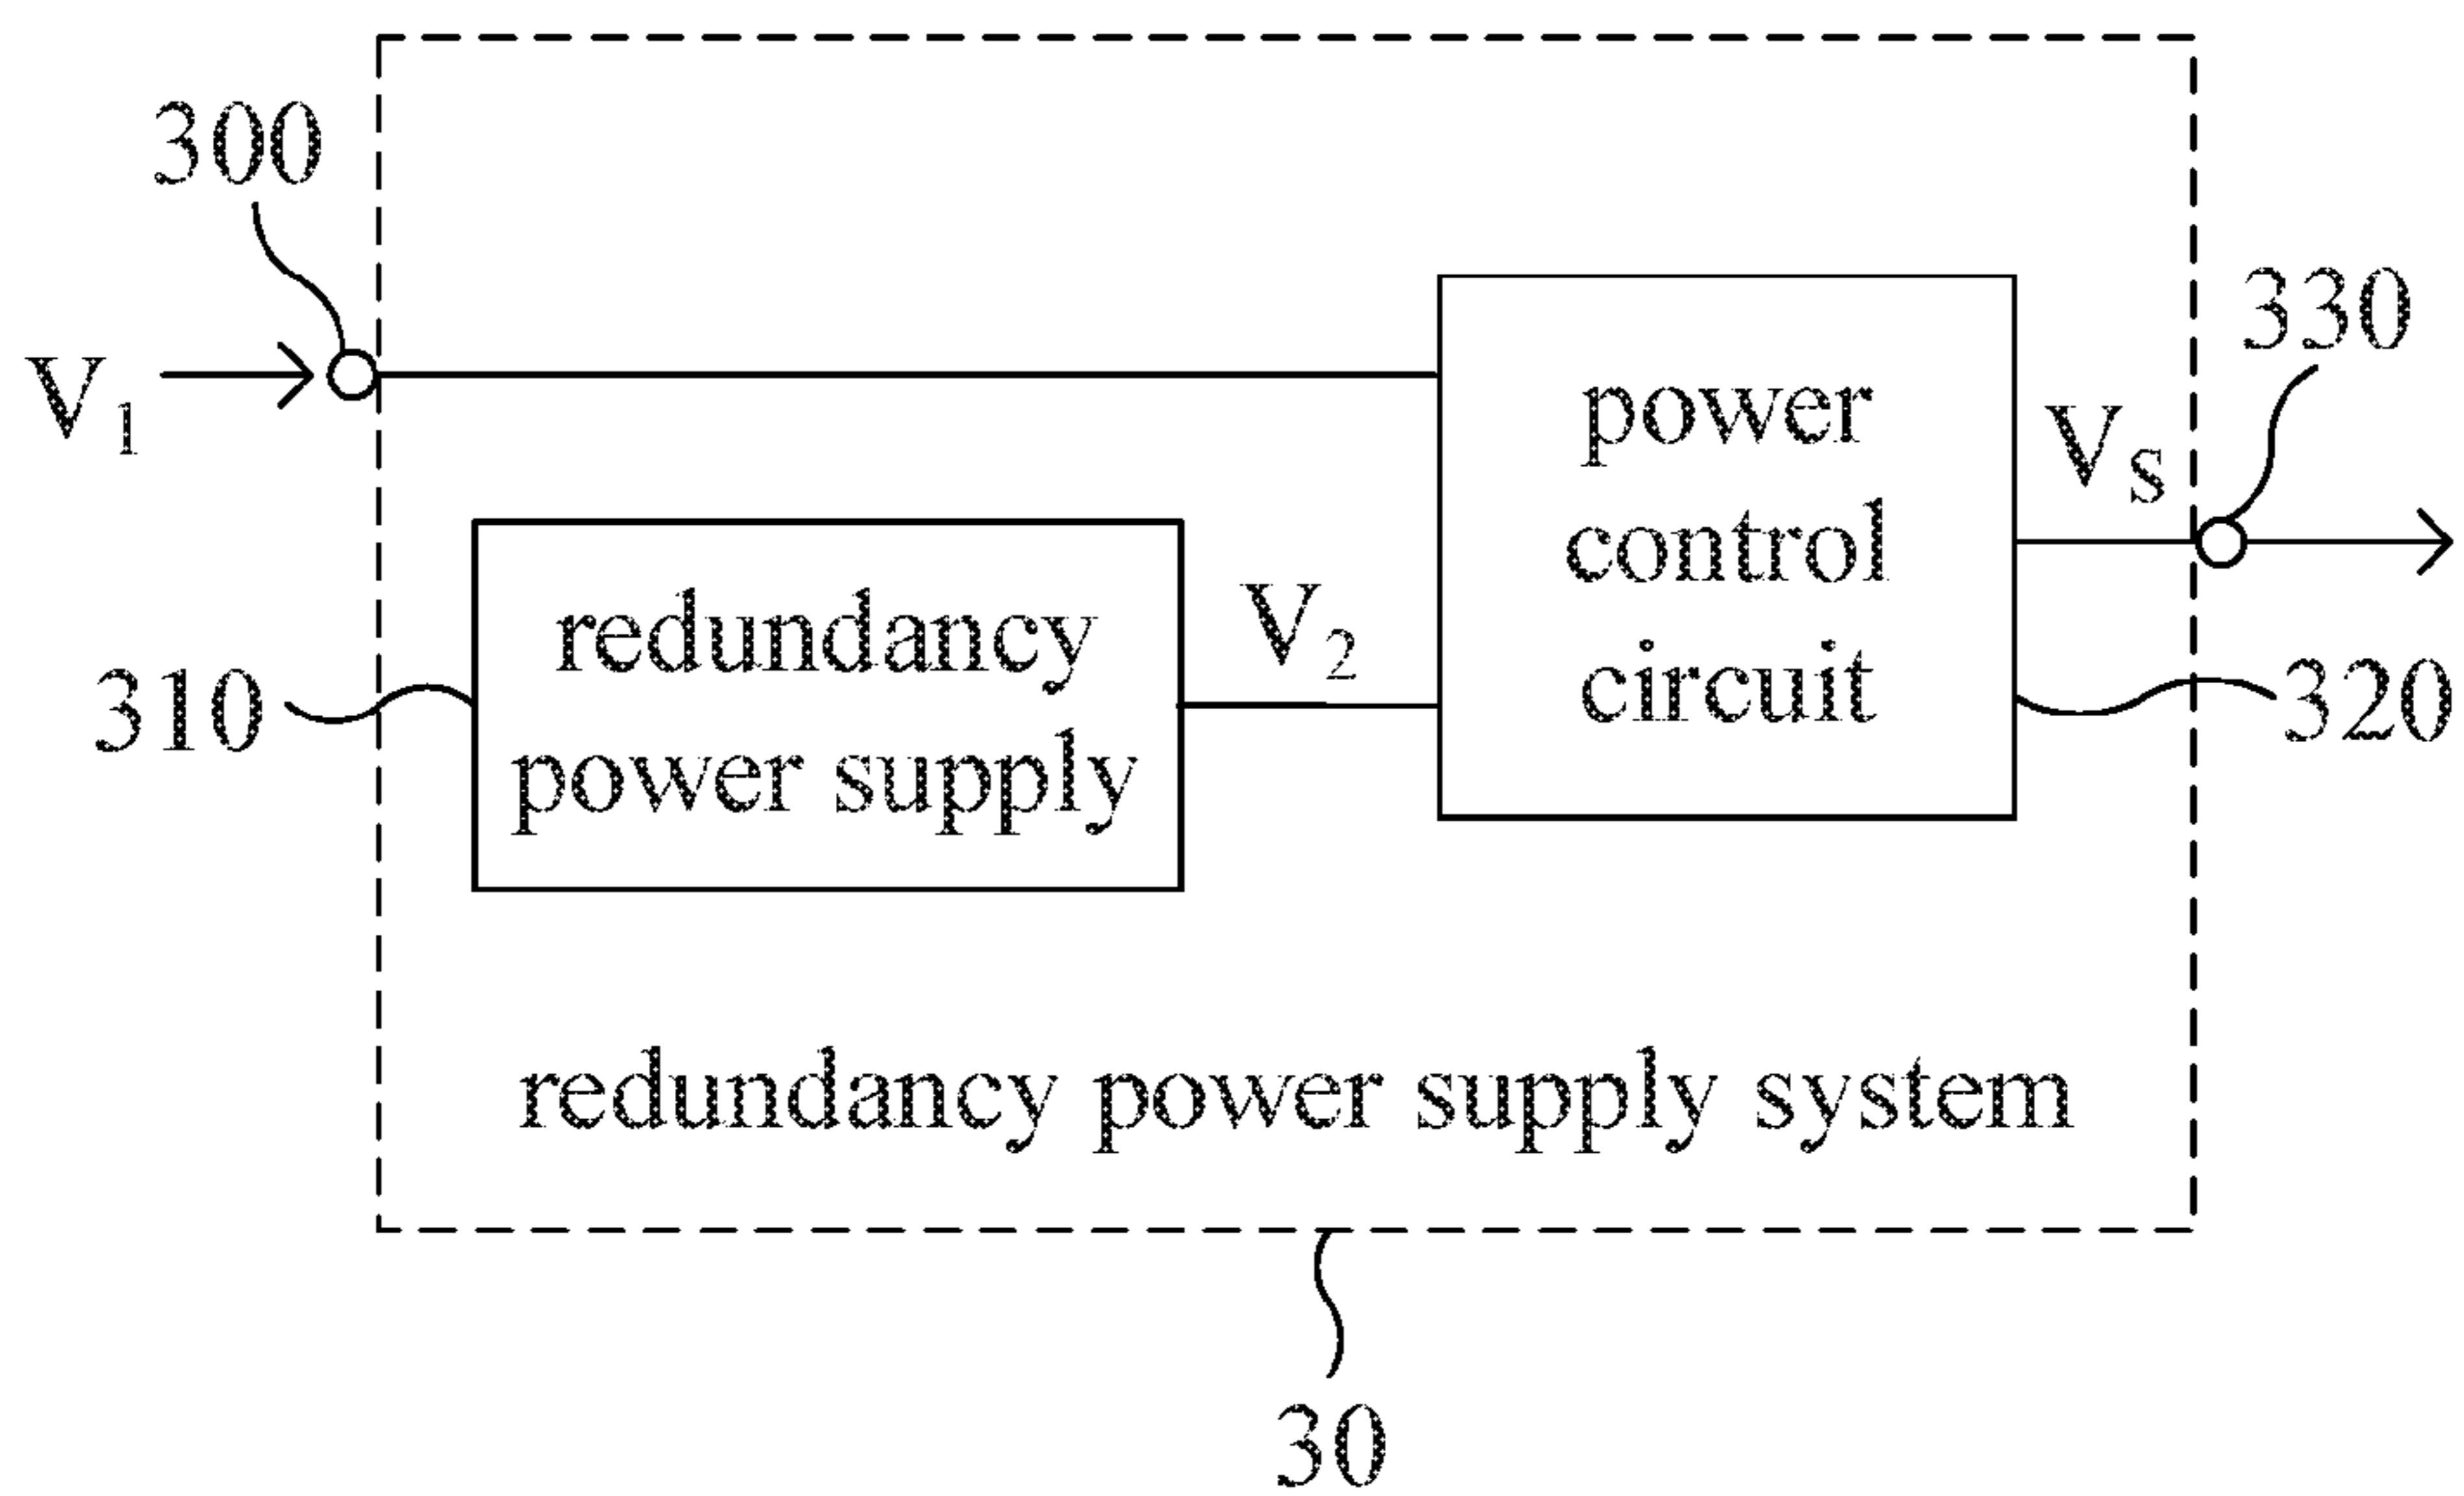 300
V1
330
power
control
circuit
VS
redundancy
power supply
V2
310
320
redundancy power supply system
30